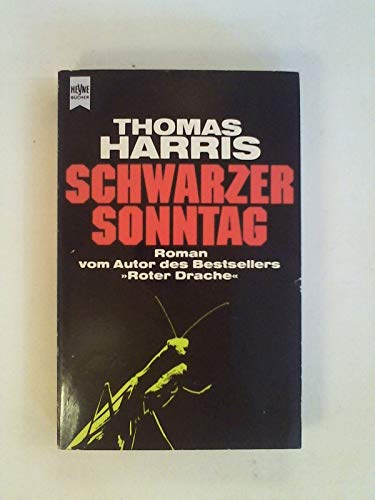 HEYNE
BÜCHER
THOMAS
HARRIS
SCHWARZER
SONNTAG
Roman
vom Autor des Bestsellers
»Roter Drache«